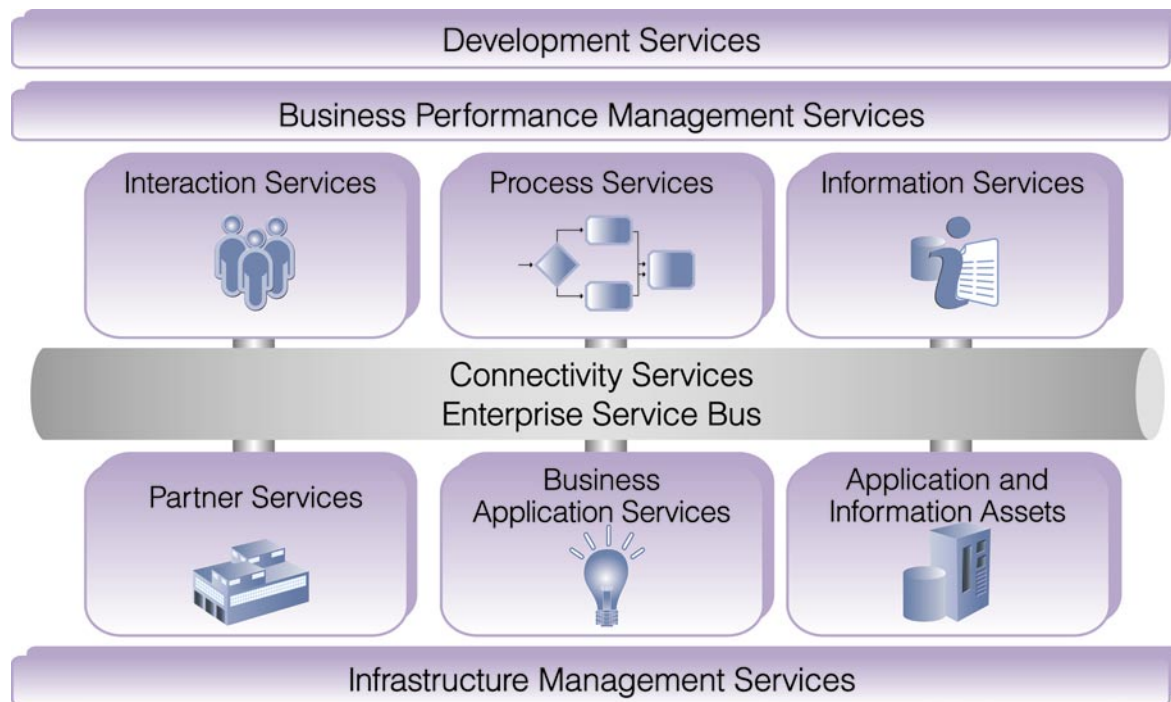 Development Services
Business Performance Management Services
Interaction Services
Process Services
Information Services
Connectivity Services
Enterprise Service Bus
Partner Services
Business
Application Services
Application and
Information Assets
Infrastructure Management Services